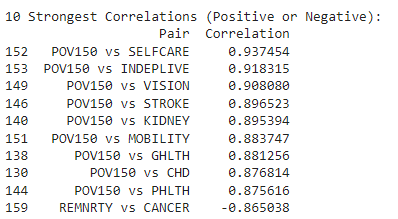 10 Strongest Correlations (Positive or Negative):
Pair Correlation
152 POV150 vs SELFCARE 0.937454
153 POV150 vs INDEPLIVE 0.918315
149 POV150 vs VISION 0.908080
146 POV150 vs STROKE 0.896523
140 POV150 vs KIDNEY 0.895394
151 POV150 vs MOBILITY 0.883747
138 POV150 vs GHLTH 0.881256
130 POV150 vs CHD 0.876814
144 POV150 vs PHLTH 0.875616
159 REMNRTY vs CANCER -0.865038